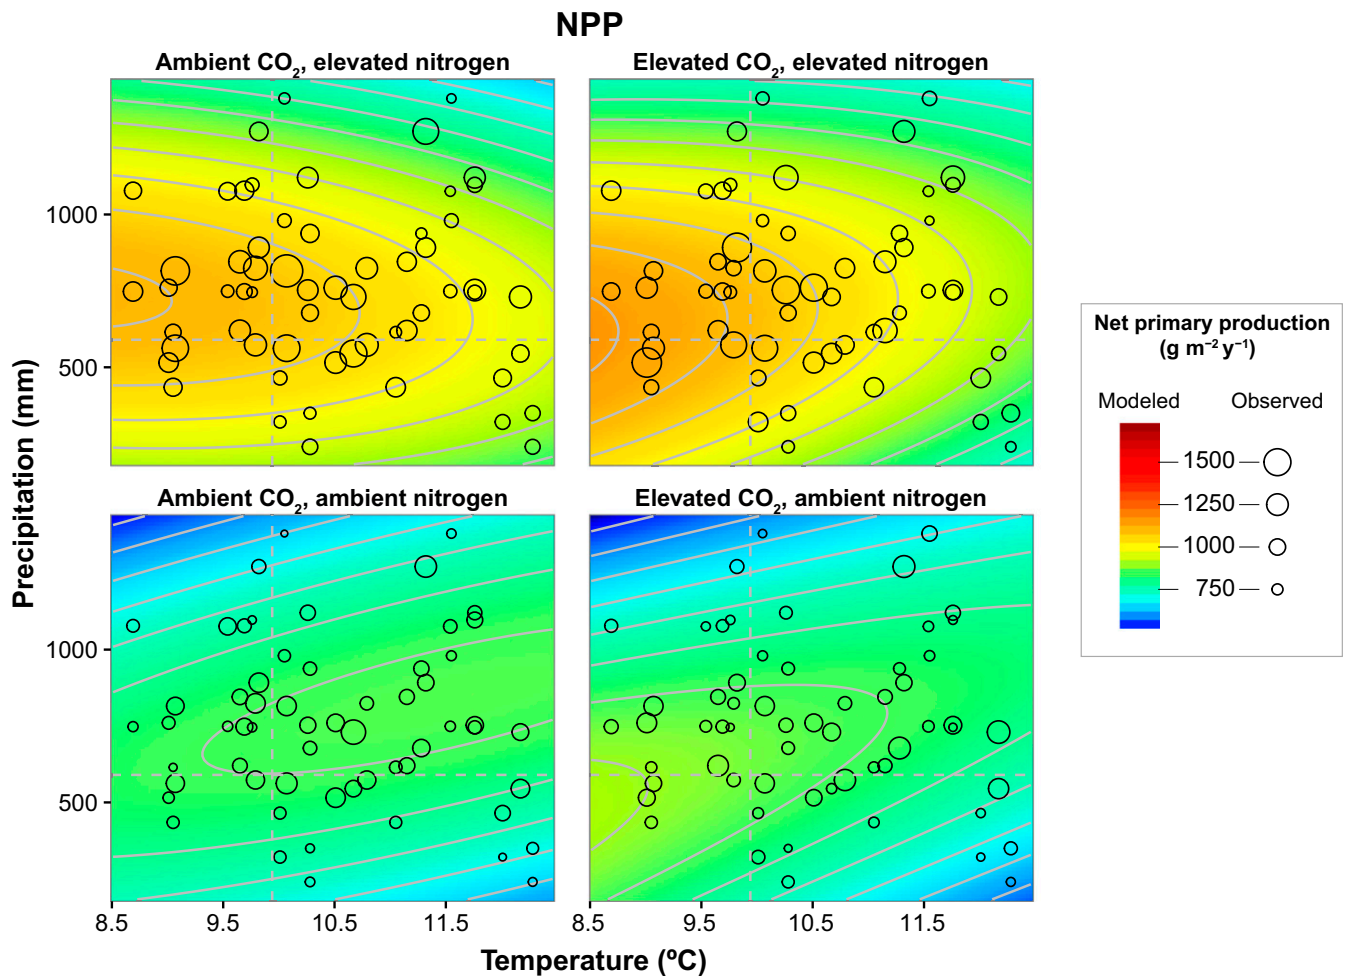 NPP
Ambient CO₂, elevated nitrogen
Elevated CO₂, elevated nitrogen
1000
500
Precipitation (mm)
Ambient CO₂, ambient nitrogen
Elevated CO₂, ambient nitrogen
1000
500
8.5 9.5 10.5 11.5
8.5 9.5 10.5 11.5
Temperature (ºC)
Net primary production
(g m⁻² y⁻¹)
Modeled Observed
1500
1250
1000
750